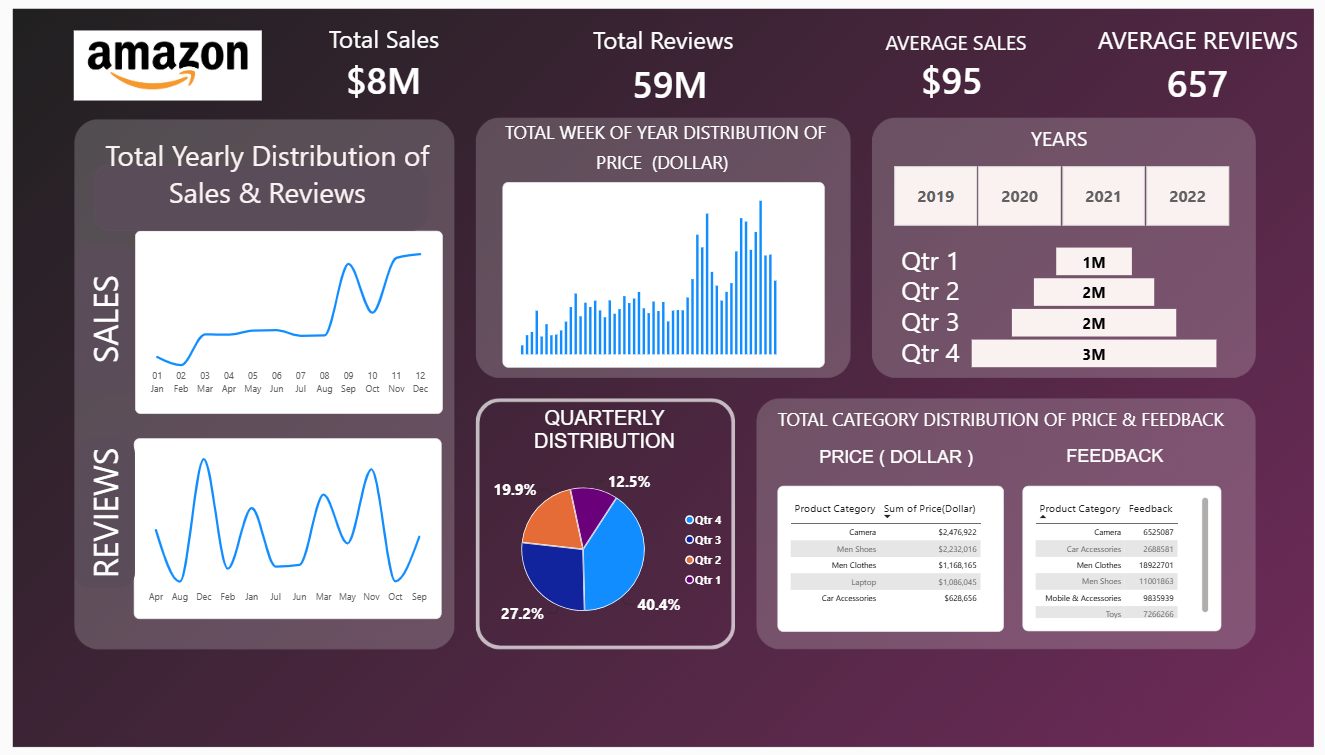 amazon
Total Sales
$8M
Total Reviews
59M
AVERAGE SALES
$95
AVERAGE REVIEWS
657
Total Yearly Distribution of
Sales & Reviews
SALES
01 02 03 04 05 06 07 08 09 10 11 12
Jan Feb Mar Apr May Jun Jul Aug Sep Oct Nov Dec
REVIEWS
Apr Aug Dec Feb Jan Jul Jun Mar May Nov Oct Sep
TOTAL WEEK OF YEAR DISTRIBUTION OF
PRICE (DOLLAR)
YEARS
2019 2020 2021 2022
Qtr 1 1M
Qtr 2 2M
Qtr 3 2M
Qtr 4 3M
QUARTERLY
DISTRIBUTION
12.5%
19.9%
27.2%
40.4%
Qtr 4
Qtr 3
Qtr 2
Qtr 1
TOTAL CATEGORY DISTRIBUTION OF PRICE & FEEDBACK
PRICE ( DOLLAR )
Product Category Sum of Price(Dollar)
Camera $2,476,922
Men Shoes $2,232,016
Men Clothes $1,168,165
Laptop $1,086,045
Car Accessories $628,656
FEEDBACK
Product Category Feedback
Camera 6525087
Car Accessories 2688581
Men Clothes 18922701
Men Shoes 11001863
Mobile & Accessories 9835939
Toys 7266266